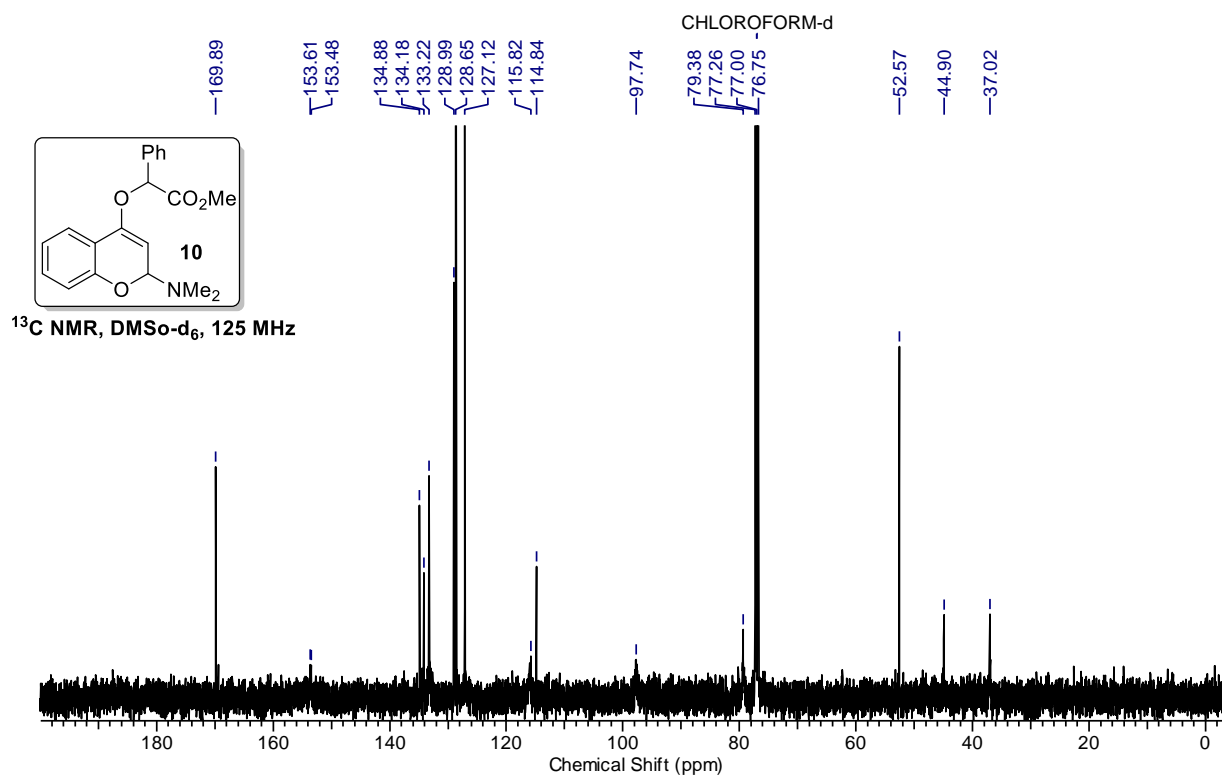 CHLOROFORM-d
169.89
153.61
153.48
134.88
134.18
133.22
128.99
128.65
127.12
115.82
114.84
97.74
79.38
77.26
77.00
76.75
52.57
44.90
37.02
Ph
O
CO2Me
10
O
NMe2
13C NMR, DMSo-d6, 125 MHz
180 160 140 120 100 80 60 40 20 0
Chemical Shift (ppm)